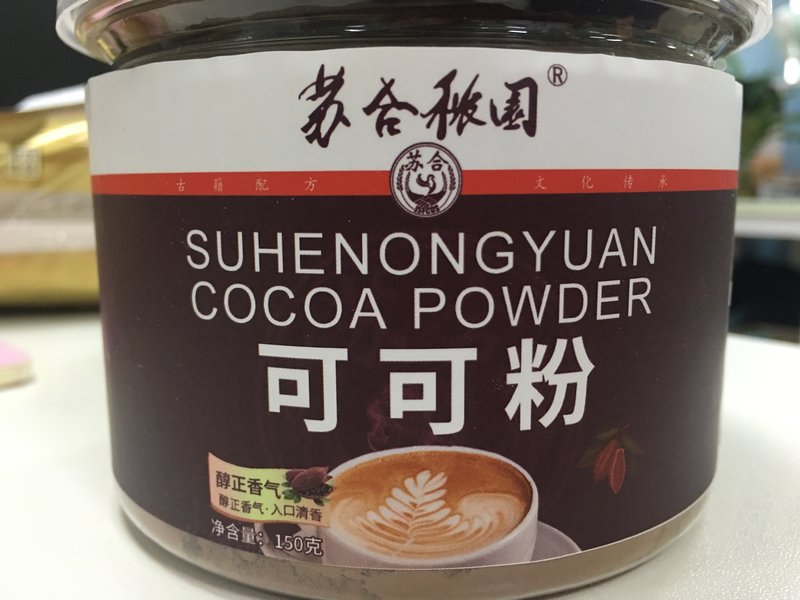 苏合秾园®
苏合
古籍配方
文化传承
SUHENONGYUAN
COCOA POWDER
可可粉
醇正香气
醇正香气·入口清香
净含量：150克